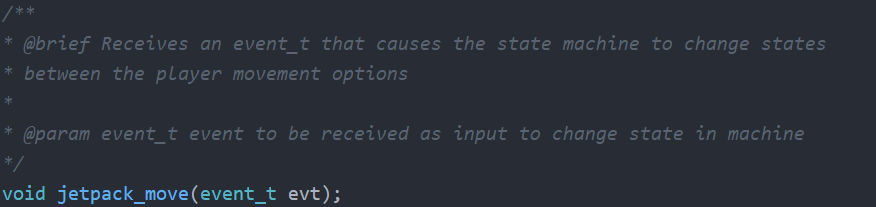 /**
* @brief Receives an event_t that causes the state machine to change states
* between the player movement options
*
* @param event_t event to be received as input to change state in machine
*/
void jetpack_move(event_t evt);